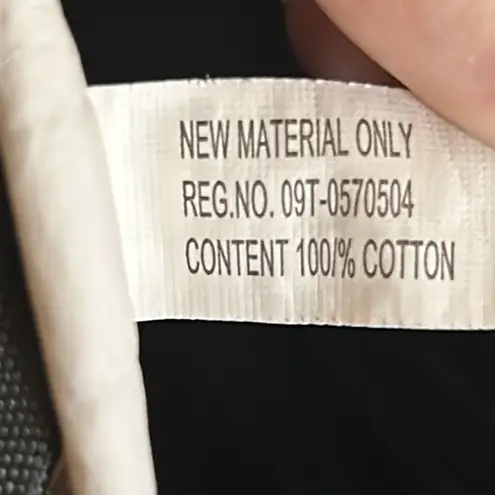 NEW MATERIAL ONLY
REG.NO. 09T-0570504
CONTENT 100/% COTTON